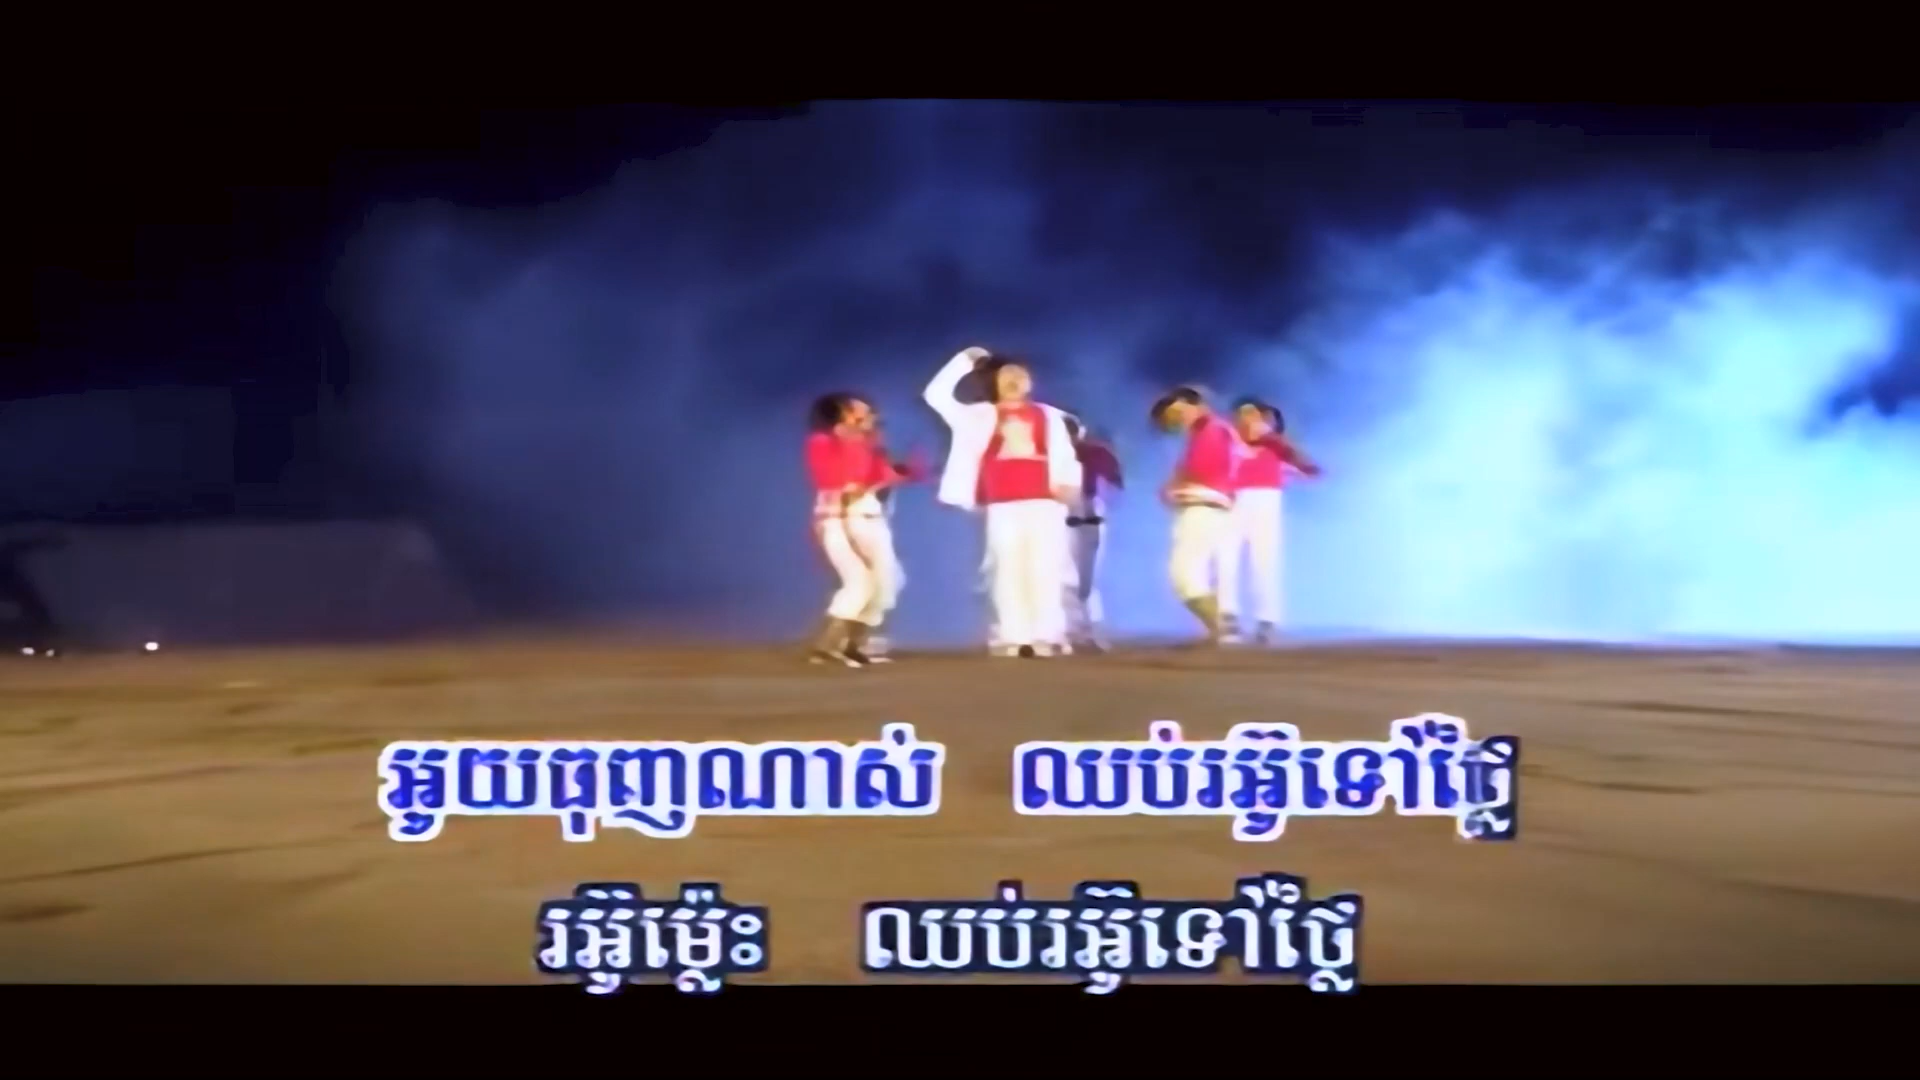 អូយធុញណាស់ ឈប់រអ៊ូទៅថ្លៃ
រអ៊ូម្ល៉េះ ឈប់រអ៊ូទៅថ្លៃ